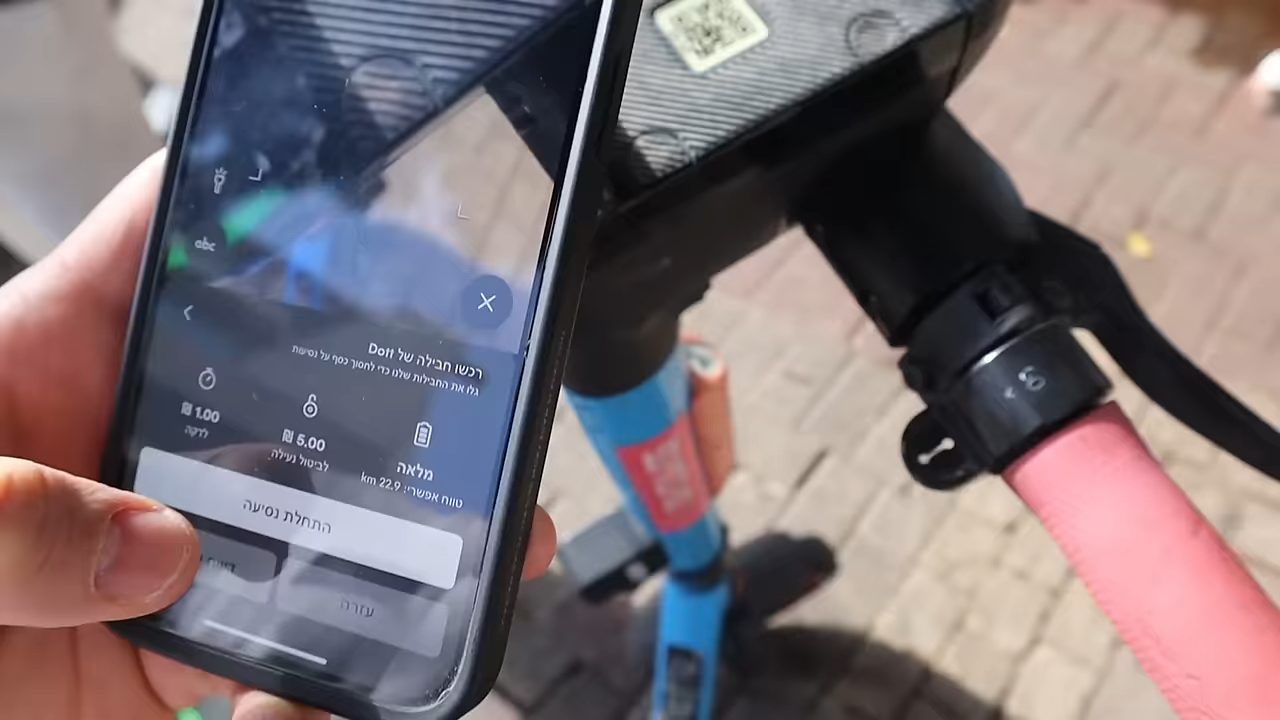 abc
רכשו חבילה של Dott
גלו את החבילות שלנו כדי לחסוך כסף על נסיעות
מלאה
טווח אפשרי: 22.9 km
₪ 5.00
לביטול נעילה
₪ 1.00
לדקה
התחלת נסיעה
עזרה